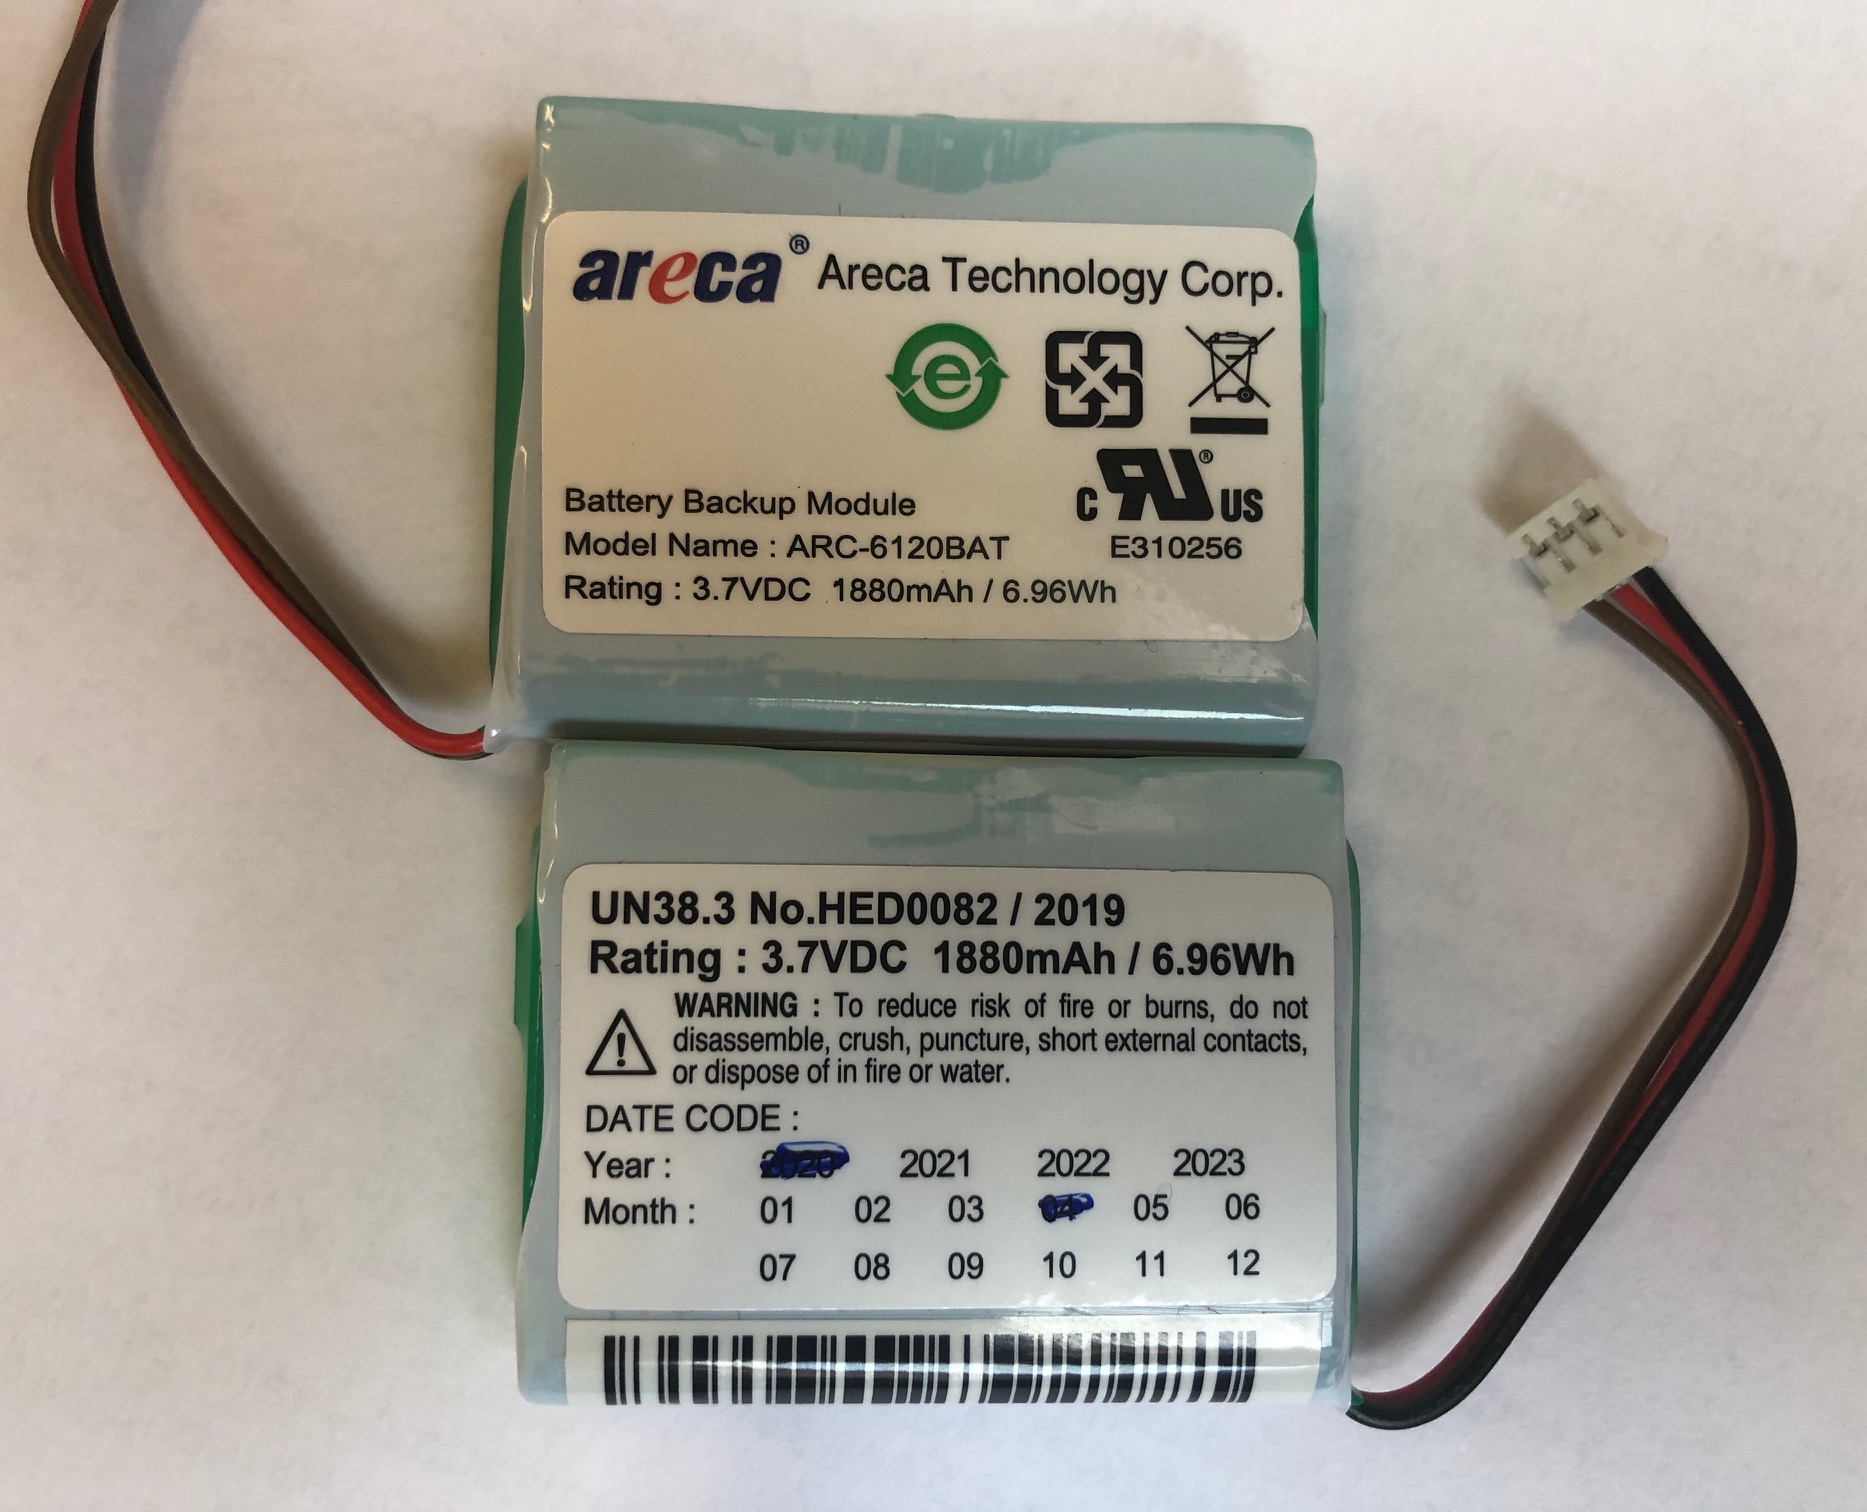 areca® Areca Technology Corp.
e
C RU® US
Battery Backup Module
Model Name : ARC-6120BAT E310256
Rating : 3.7VDC 1880mAh / 6.96Wh
UN38.3 No.HED0082 / 2019
Rating : 3.7VDC 1880mAh / 6.96Wh
WARNING : To reduce risk of fire or burns, do not
disassemble, crush, puncture, short external contacts,
or dispose of in fire or water.
DATE CODE :
Year : 2020 2021 2022 2023
Month : 01 02 03 04 05 06
07 08 09 10 11 12